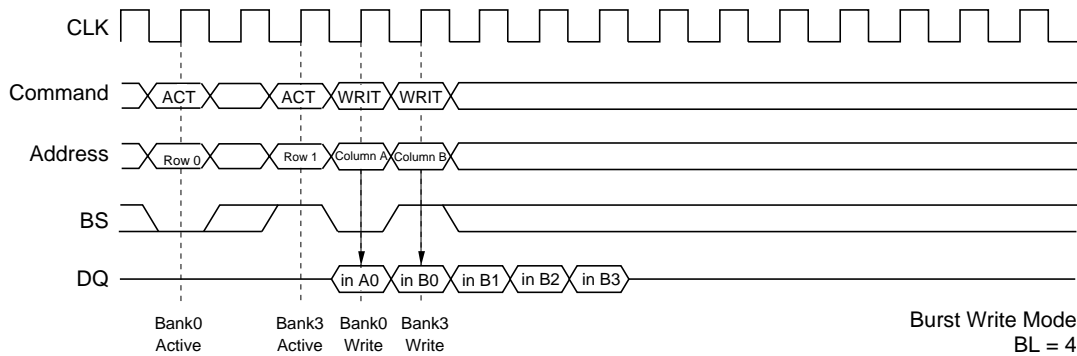 CLK
Command ACT ACT WRIT WRIT
Address Row 0 Row 1 Column A Column B
BS
DQ in A0 in B0 in B1 in B2 in B3
Bank0 Bank3 Bank0 Bank3
Active Active Write Write
Burst Write Mode
BL = 4